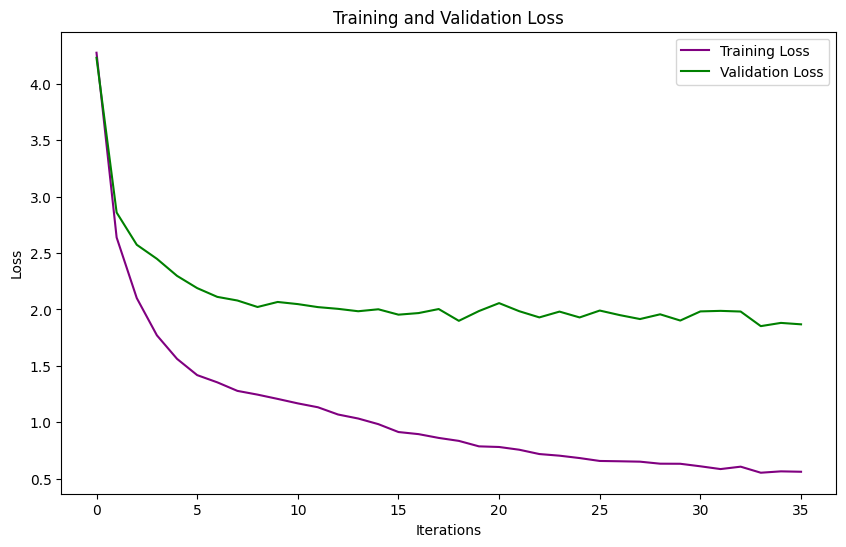 Training and Validation Loss
Training Loss
Validation Loss
Loss
4.0
3.5
3.0
2.5
2.0
1.5
1.0
0.5
0 5 10 15 20 25 30 35
Iterations